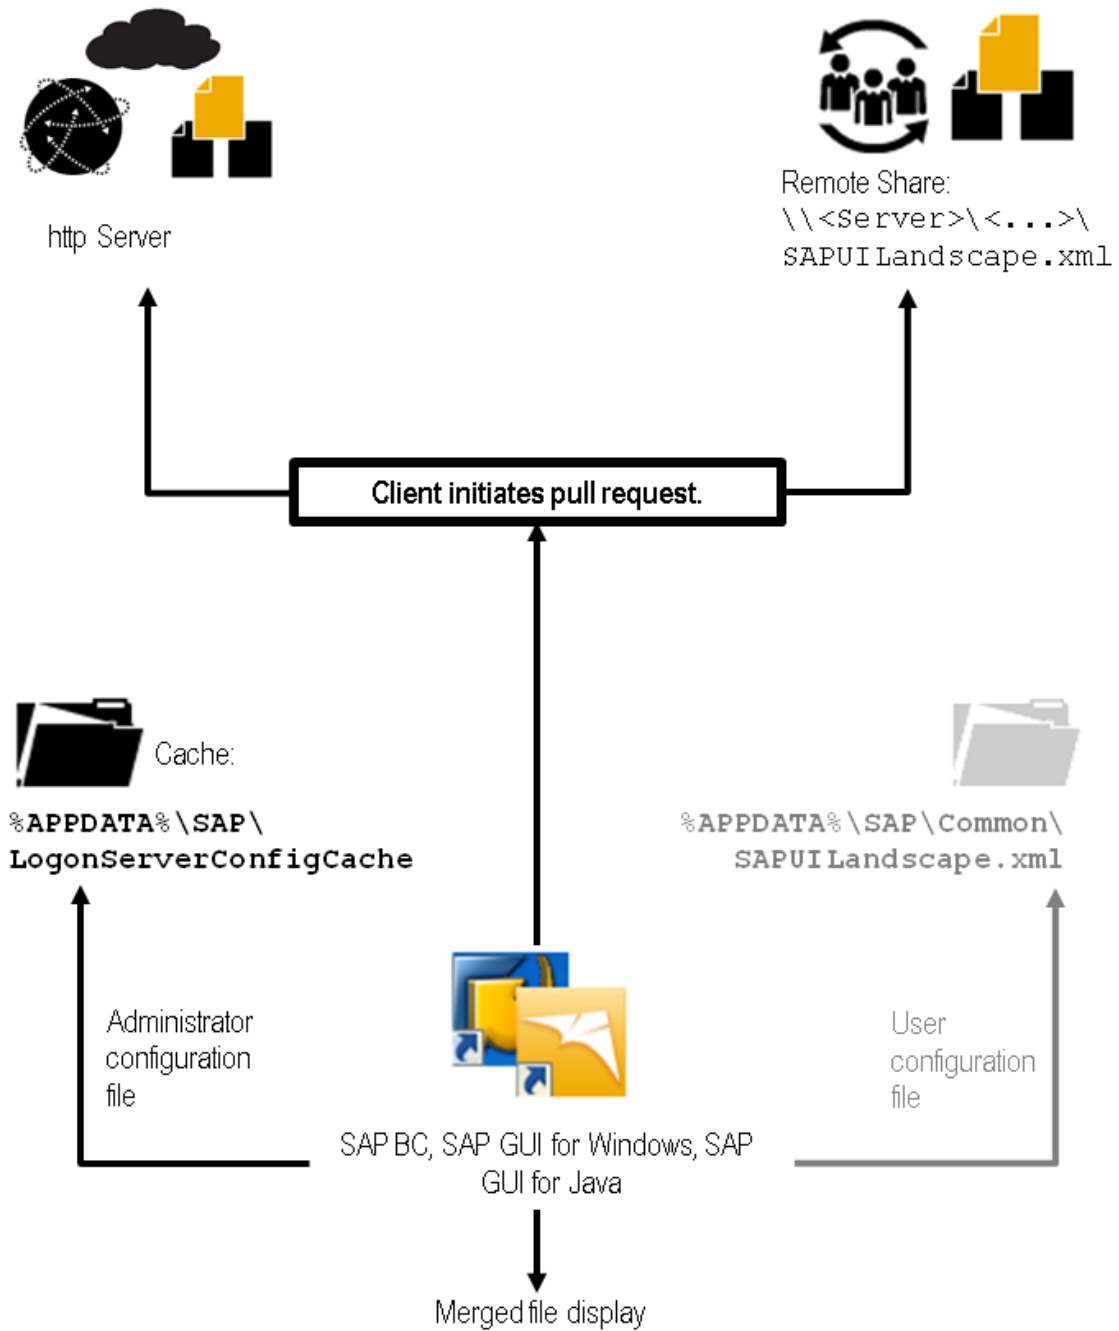 http Server
Remote Share:
\\<Server>\<...>\
SAPUILandscape.xml
Client initiates pull request.
Cache:
%APPDATA%\SAP\
LogonServerConfigCache
%APPDATA%\SAP\Common\
SAPUILandscape.xml
Administrator
configuration
file
User
configuration
file
SAP BC, SAP GUI for Windows, SAP
GUI for Java
Merged file display